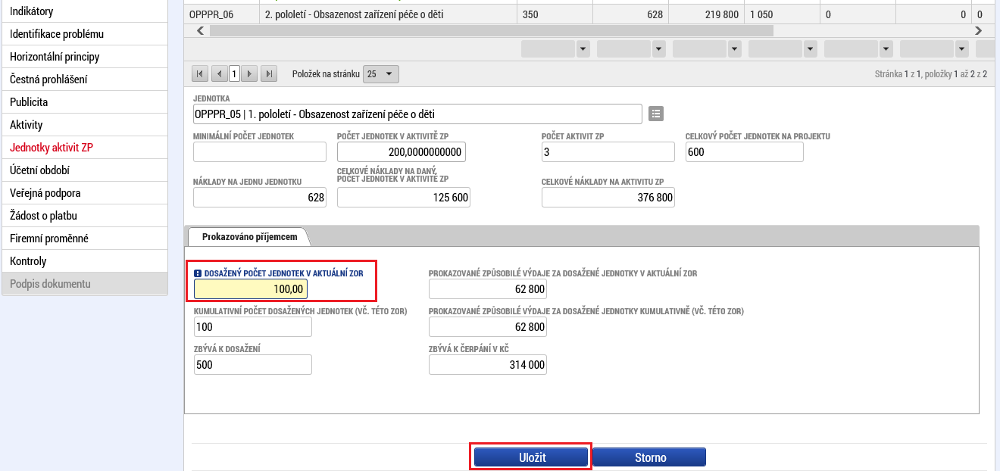 Indikátory
Identifikace problému
Horizontální principy
Čestná prohlášení
Publicita
Aktivity
Jednotky aktivit ZP
Účetní období
Veřejná podpora
Žádost o platbu
Firemní proměnné
Kontroly
Podpis dokumentu
OPPPR_06 2. pololetí - Obsazenost zařízení péče o děti 350 628 219 800 1 050 0 0 0
1 Položek na stránku 25 Stránka 1 z 1, položky 1 až 2 z 2
JEDNOTKA
OPPPR_05 | 1. pololetí - Obsazenost zařízení péče o děti
MINIMÁLNÍ POČET JEDNOTEK POČET JEDNOTEK V AKTIVITĚ ZP POČET AKTIVIT ZP CELKOVÝ POČET JEDNOTEK NA PROJEKTU
200,0000000000 3 600
NÁKLADY NA JEDNU JEDNOTKU CELKOVÉ NÁKLADY NA DANÝ, POČET JEDNOTEK V AKTIVITĚ ZP CELKOVÉ NÁKLADY NA AKTIVITU ZP
628 125 600 376 800
Prokazováno příjemcem
DOSAŽENÝ POČET JEDNOTEK V AKTUÁLNÍ ZOR PROKAZOVANÉ ZPŮSOBILÉ VÝDAJE ZA DOSAŽENÉ JEDNOTKY V AKTUÁLNÍ ZOR
100,00 62 800
KUMULATIVNÍ POČET DOSAŽENÝCH JEDNOTEK (VČ. TÉTO ZOR) PROKAZOVANÉ ZPŮSOBILÉ VÝDAJE ZA DOSAŽENÉ JEDNOTKY KUMULATIVNĚ (VČ. TÉTO ZOR)
100 62 800
ZBÝVÁ K DOSAŽENÍ ZBÝVÁ K ČERPÁNÍ V KČ
500 314 000
Uložit Storno